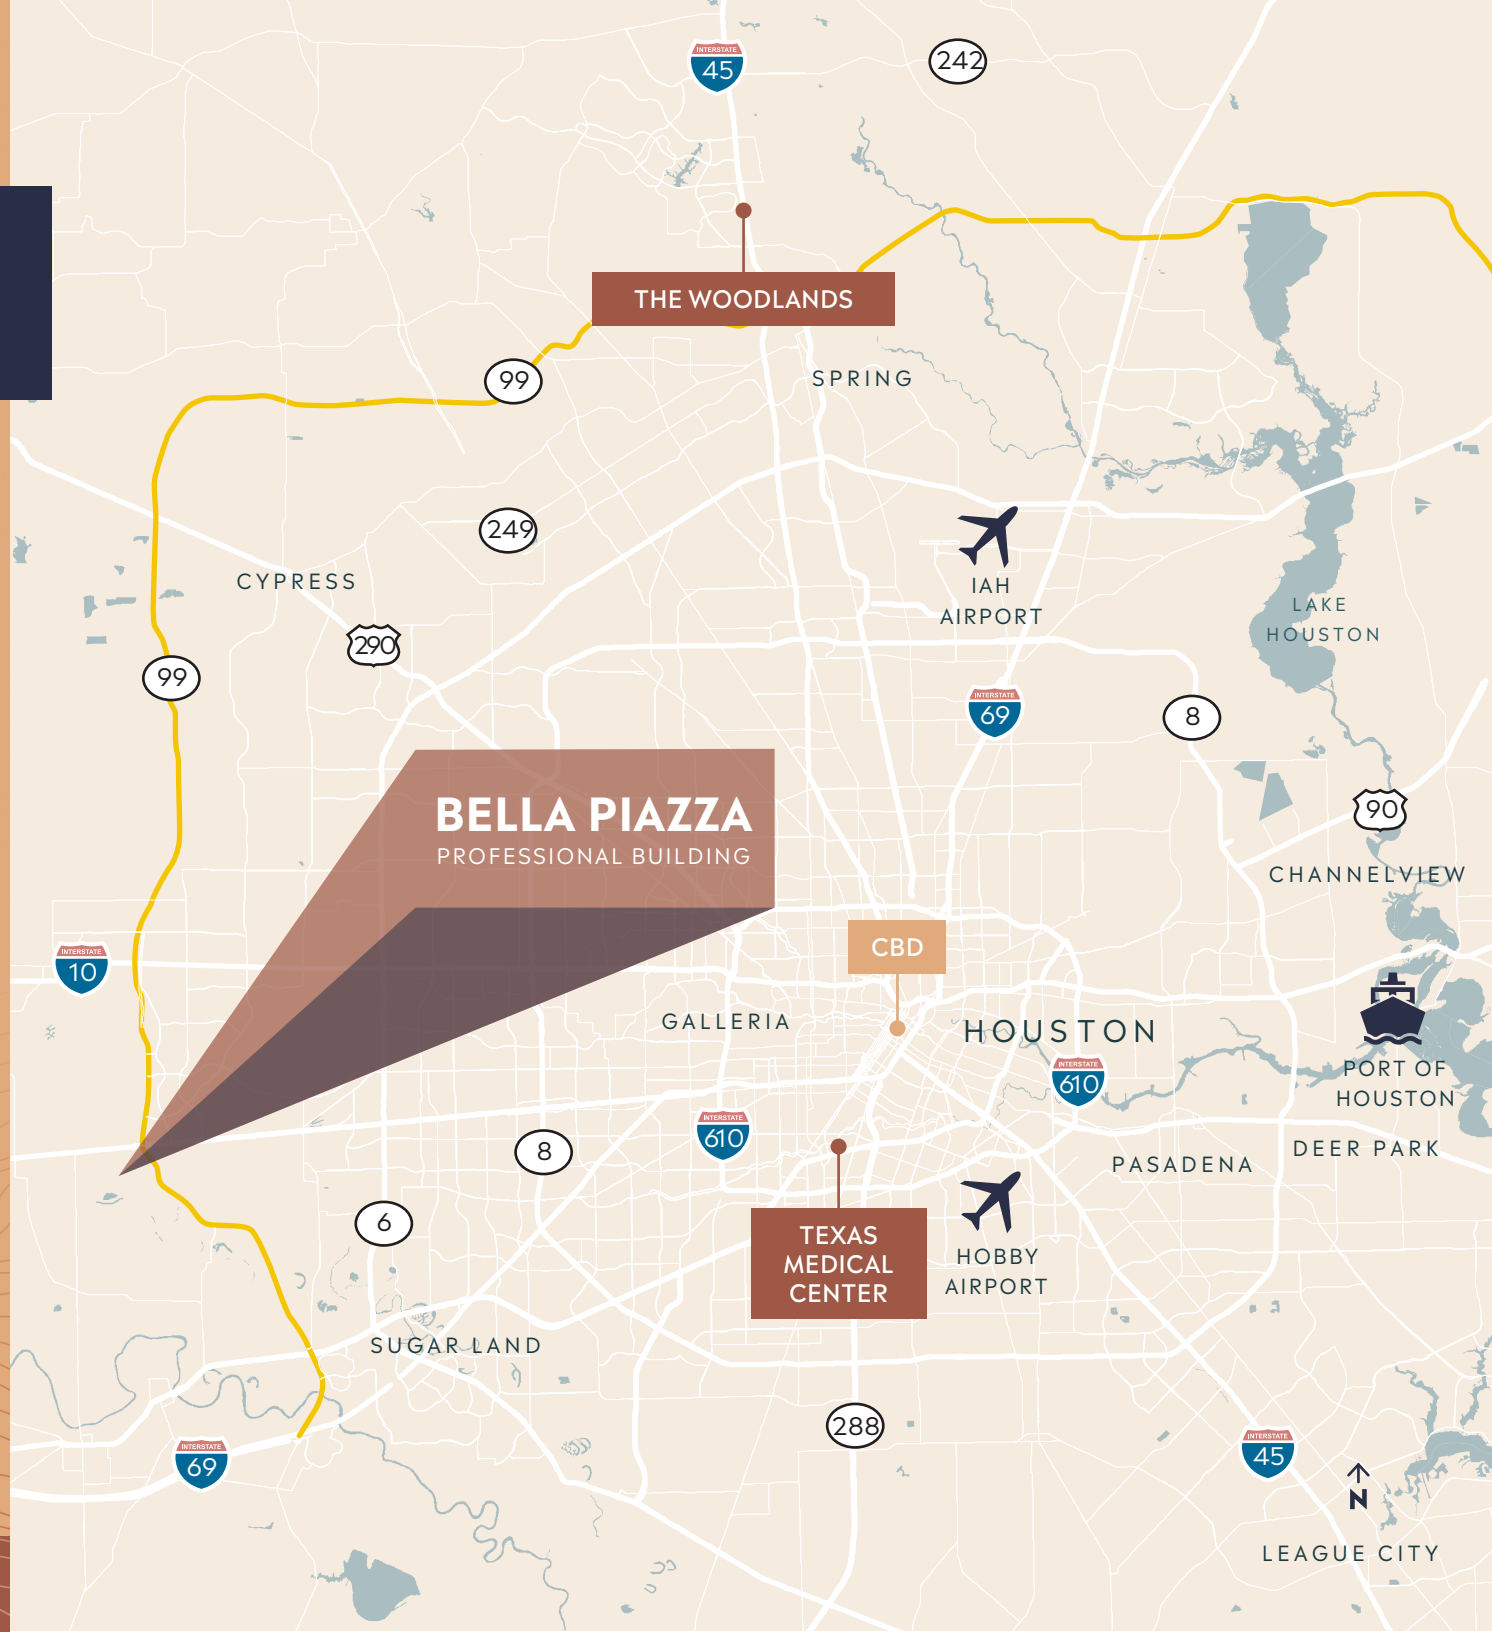 INTERSTATE
45
242
THE WOODLANDS
99
SPRING
249
CYPRESS
IAH
AIRPORT
LAKE
HOUSTON
290
99
INTERSTATE
69
8
BELLA PIAZZA
PROFESSIONAL BUILDING
90
CHANNELVIEW
CBD
INTERSTATE
10
GALLERIA
HOUSTON
INTERSTATE
610
PORT OF
HOUSTON
INTERSTATE
610
8
DEER PARK
PASADENA
6
TEXAS
MEDICAL
CENTER
HOBBY
AIRPORT
SUGAR LAND
288
INTERSTATE
69
INTERSTATE
45
N
LEAGUE CITY